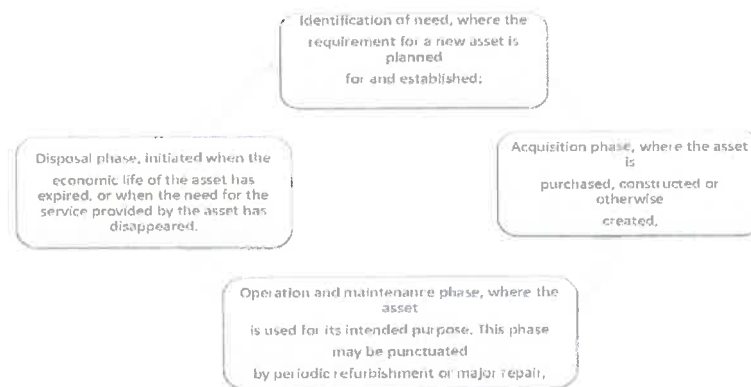 Identification of need, where the
requirement for a new asset is
planned
for and established;
Acquisition phase, where the asset
is
purchased, constructed or
otherwise
created.
Operation and maintenance phase, where the
asset
is used for its intended purpose. This phase
may be punctuated
by periodic refurbishment or major repair,
Disposal phase, initiated when the
economic life of the asset has
expired, or when the need for the
service provided by the asset has
disappeared.